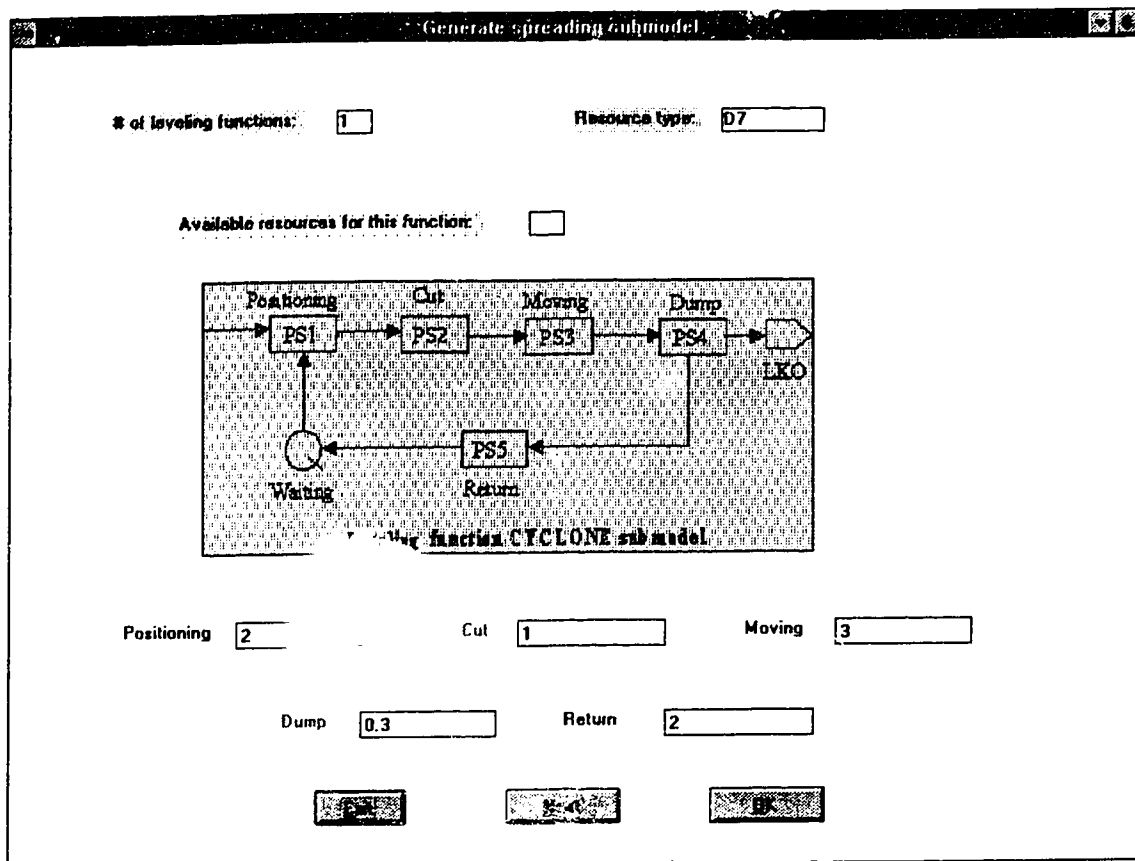 Generate spreading submodel
# of leveling functions: 1 Resource type: D7
Available resources for this function:
Positioning Cut Moving Dump
PS1 PS2 PS3 PS4
LKO
PS5
Waiting Return
function CYCLONE submodel
Positioning 2 Cut 1 Moving 3
Dump 0.3 Return 2
OK